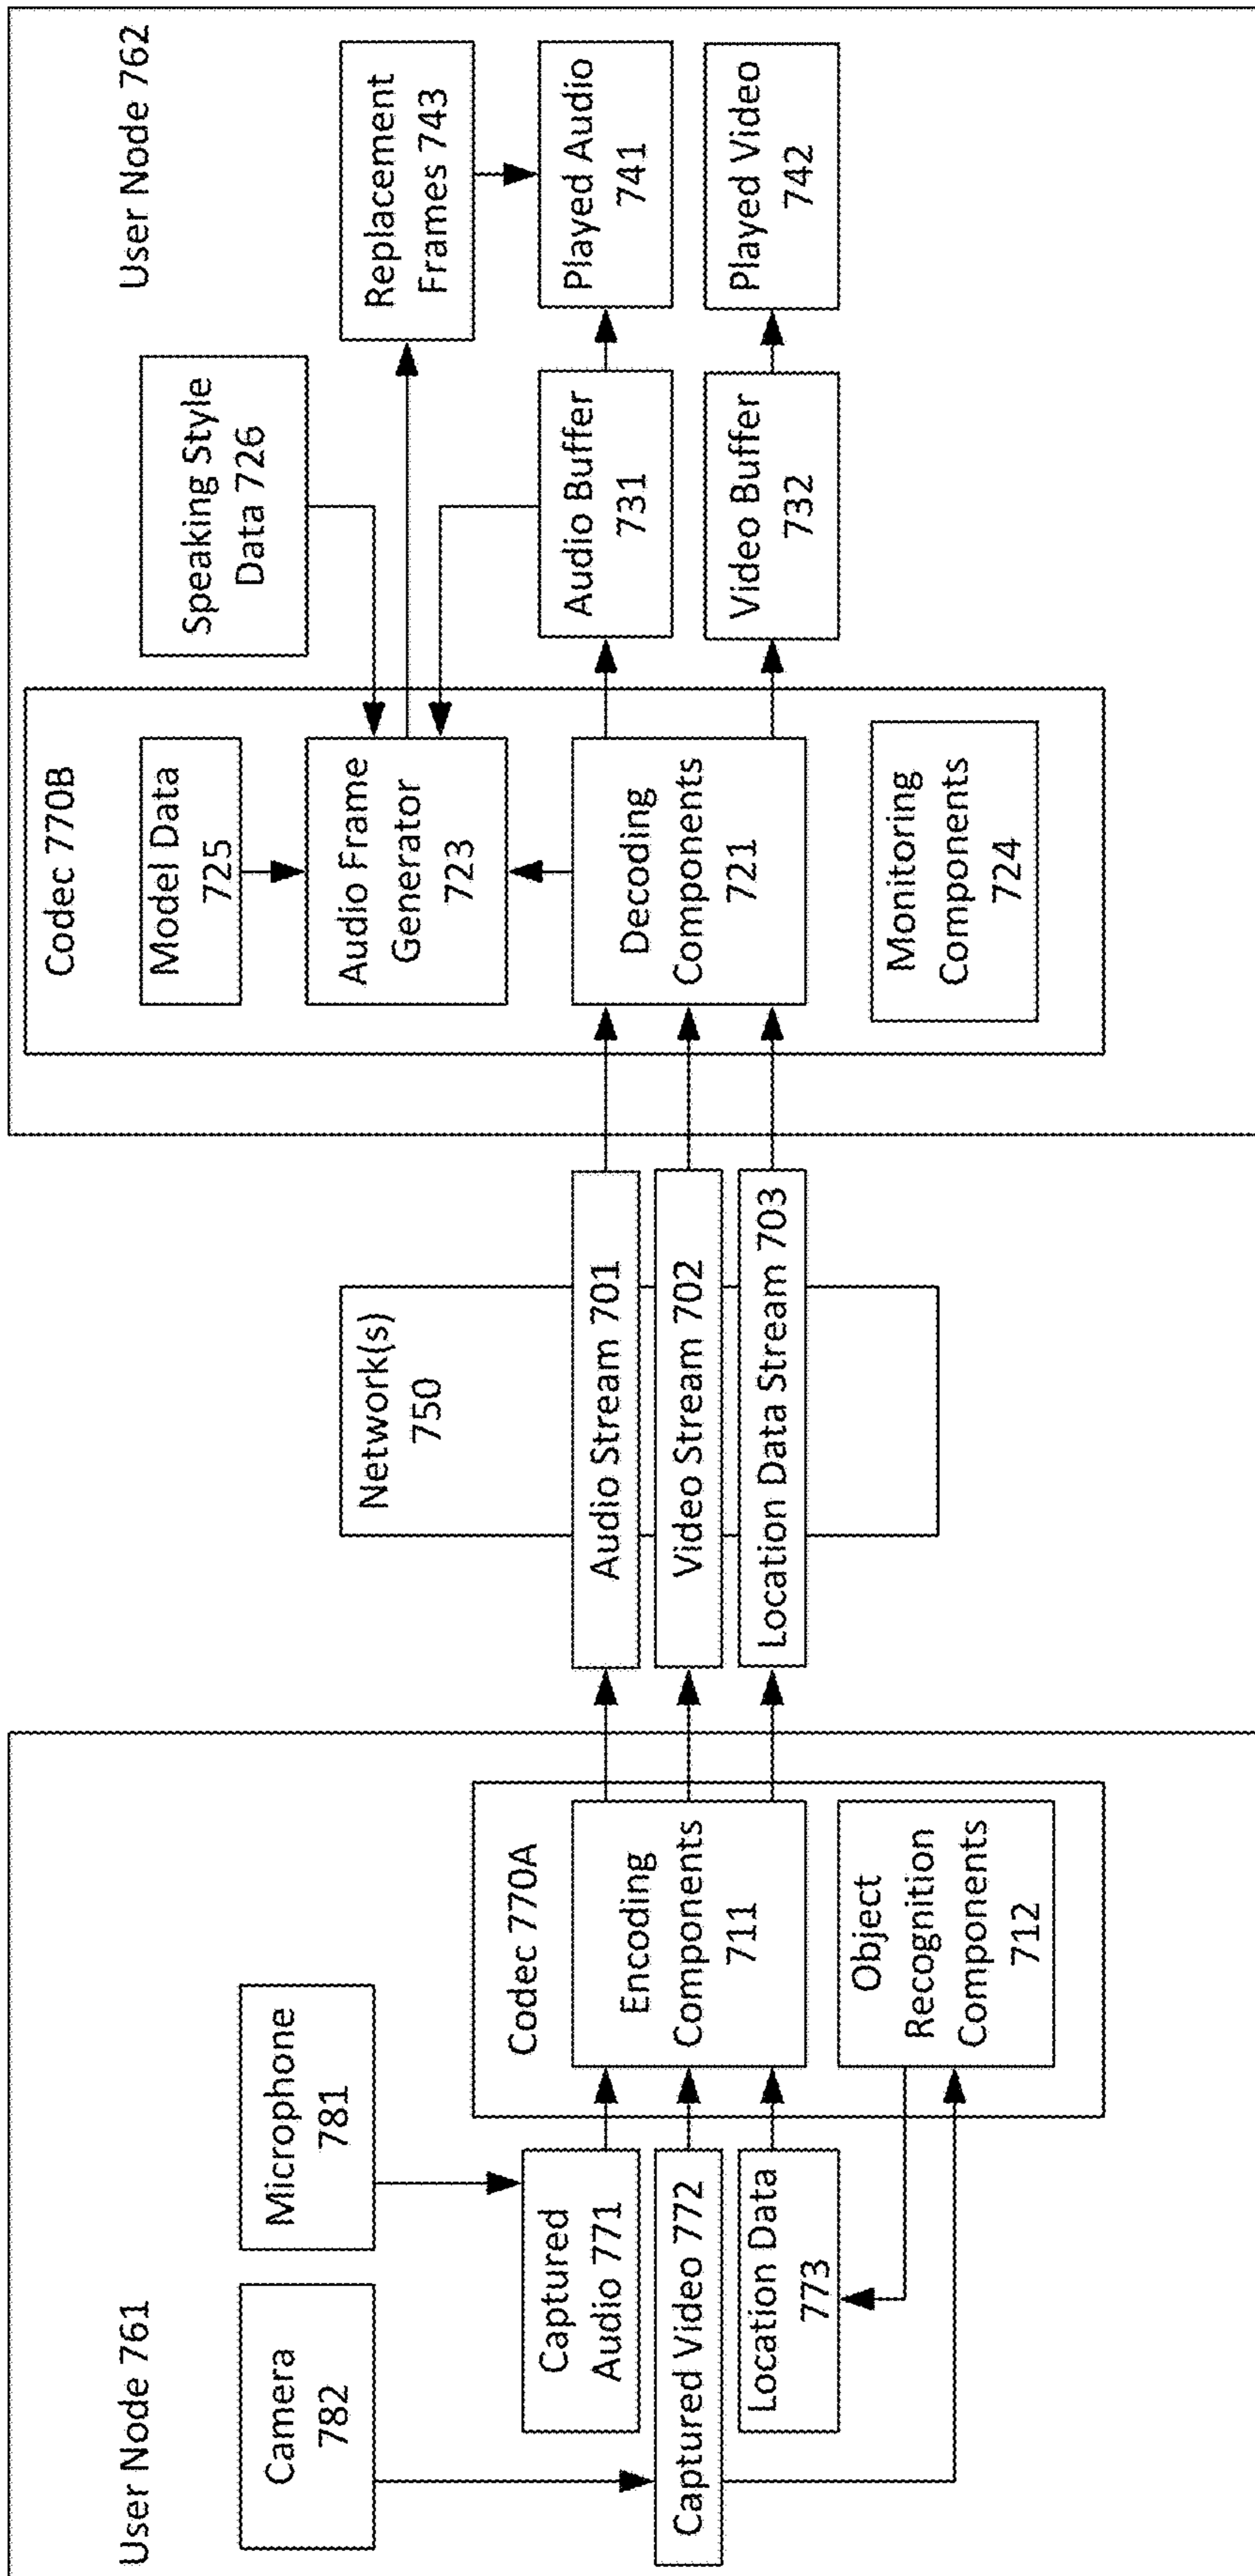 User Node 761
Camera
782
Microphone
781
Captured
Audio 771
Captured Video 772
Location Data
773
Codec 770A
Encoding
Components
711
Object
Recognition
Components
712
Network(s)
750
Audio Stream 701
Video Stream 702
Location Data Stream 703
User Node 762
Codec 770B
Model Data
725
Audio Frame
Generator
723
Decoding
Components
721
Monitoring
Components
724
Speaking Style
Data 726
Audio Buffer
731
Video Buffer
732
Replacement
Frames 743
Played Audio
741
Played Video
742